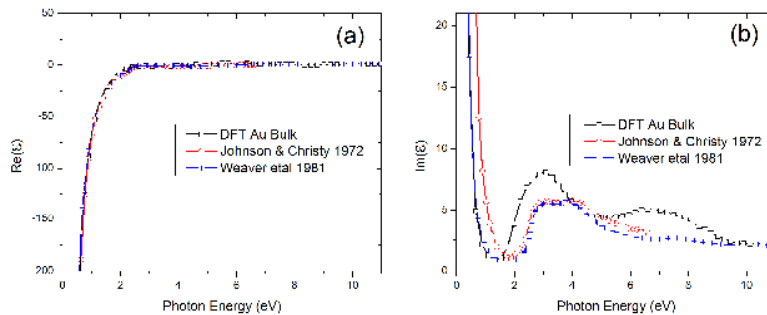 (a)
50
0
-50
-100
-150
200
Re(ε)
DFT Au Bulk
Johnson & Christy 1972
Weaver etal 1981
0 2 4 6 8 10
Photon Energy (eV)
(b)
20
15
10
5
0
Im(ε)
DFT Au Bulk
Johnson & Christy 1972
Weaver etal 1981
0 2 4 6 8 10
Photon Energy (eV)